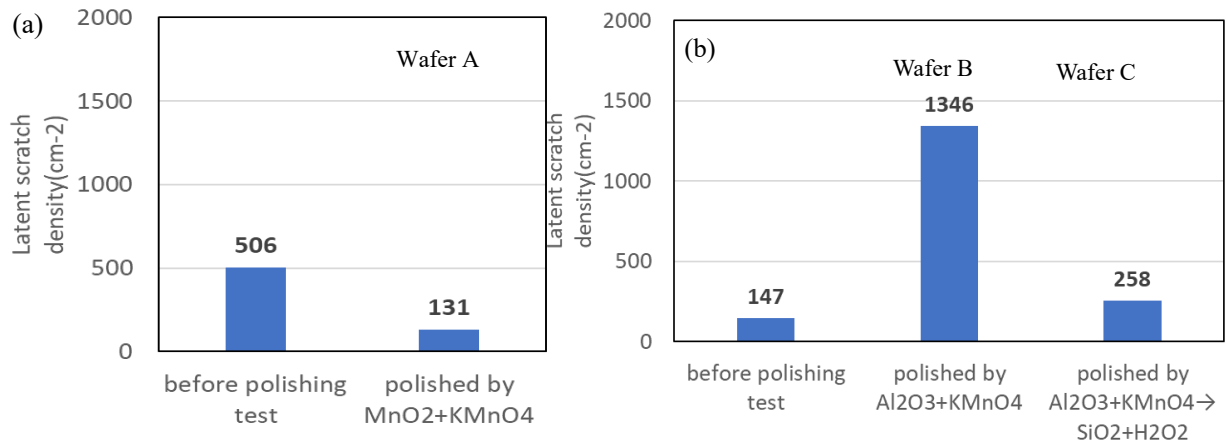 (a)
Latent scratch
density(cm-2)
2000
1500
1000
500
0
Wafer A
506
131
before polishing
test
polished by
MnO2+KMnO4
(b)
Latent scratch
density(cm-2)
2000
1500
1000
500
0
Wafer B
Wafer C
147
1346
258
before polishing
test
polished by
Al2O3+KMnO4
polished by
Al2O3+KMnO4→
SiO2+H2O2